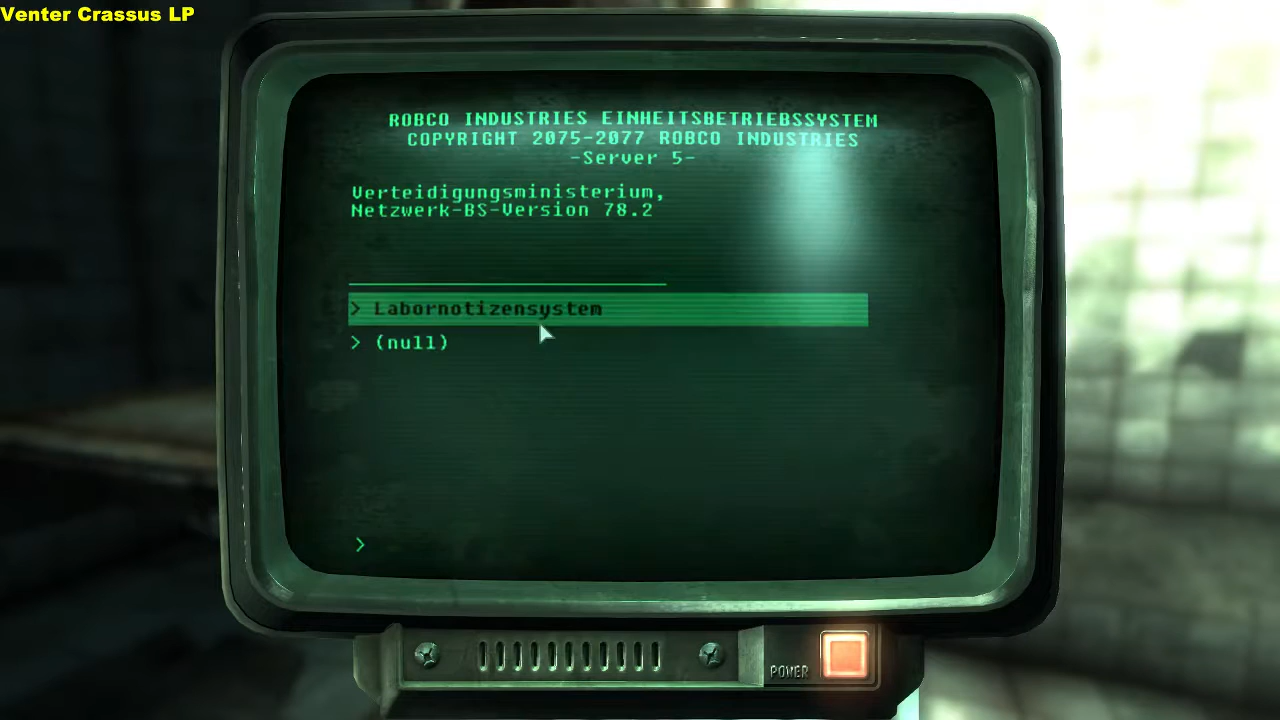 Venter Crassus LP
ROBCO INDUSTRIES EINHEITSBETRIEBSSYSTEM
COPYRIGHT 2075-2077 ROBCO INDUSTRIES
-Server 5-
Verteidigungsministerium,
Netzwerk-BS-Version 78.2
> Labornotizensystem
> (null)
>
POWER